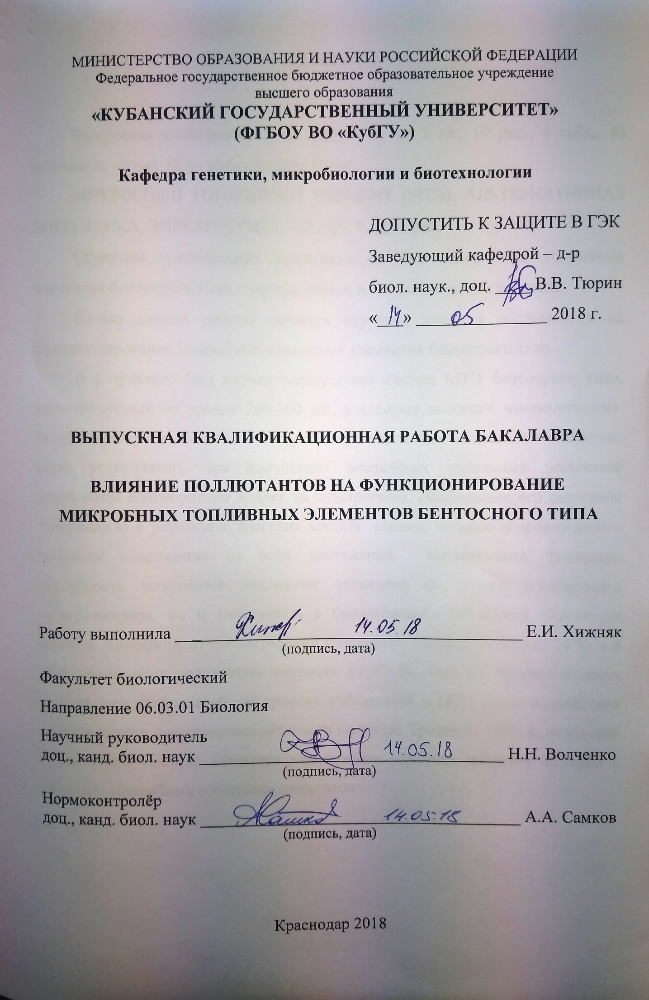 МИНИСТЕРСТВО ОБРАЗОВАНИЯ И НАУКИ РОССИЙСКОЙ ФЕДЕРАЦИИ
Федеральное государственное бюджетное образовательное учреждение
высшего образования
«КУБАНСКИЙ ГОСУДАРСТВЕННЫЙ УНИВЕРСИТЕТ»
(ФГБОУ ВО «КубГУ»)
Кафедра генетики, микробиологии и биотехнологии
ДОПУСТИТЬ К ЗАЩИТЕ В ГЭК
Заведующий кафедрой – д-р
биол. наук., доц. В.В. Тюрин
«14» 05 2018 г.
ВЫПУСКНАЯ КВАЛИФИКАЦИОННАЯ РАБОТА БАКАЛАВРА
ВЛИЯНИЕ ПОЛЛЮТАНТОВ НА ФУНКЦИОНИРОВАНИЕ
МИКРОБНЫХ ТОПЛИВНЫХ ЭЛЕМЕНТОВ БЕНТОСНОГО ТИПА
Работу выполнила 14.05.18 Е.И. Хижняк
(подпись, дата)
Факультет биологический
Направление 06.03.01 Биология
Научный руководитель
доц., канд. биол. наук 14.05.18 Н.Н. Волченко
(подпись, дата)
Нормоконтролёр
доц., канд. биол. наук 14.05.18 А.А. Самков
(подпись, дата)
Краснодар 2018